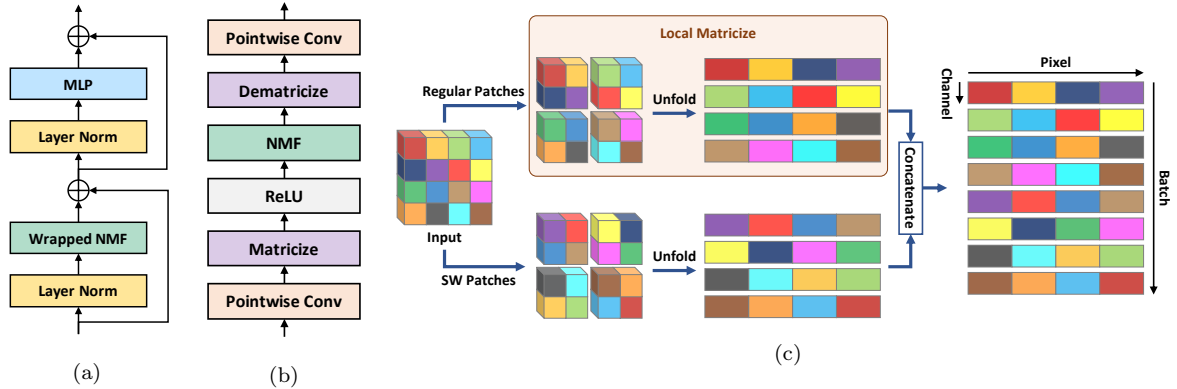 MLP
Layer Norm
Wrapped NMF
Layer Norm
(a)
Pointwise Conv
Dematricize
NMF
ReLU
Matricize
Pointwise Conv
(b)
Local Matricize
Regular Patches
Unfold
Input
SW Patches
Unfold
Concatenate
Pixel
Channel
Batch
(c)